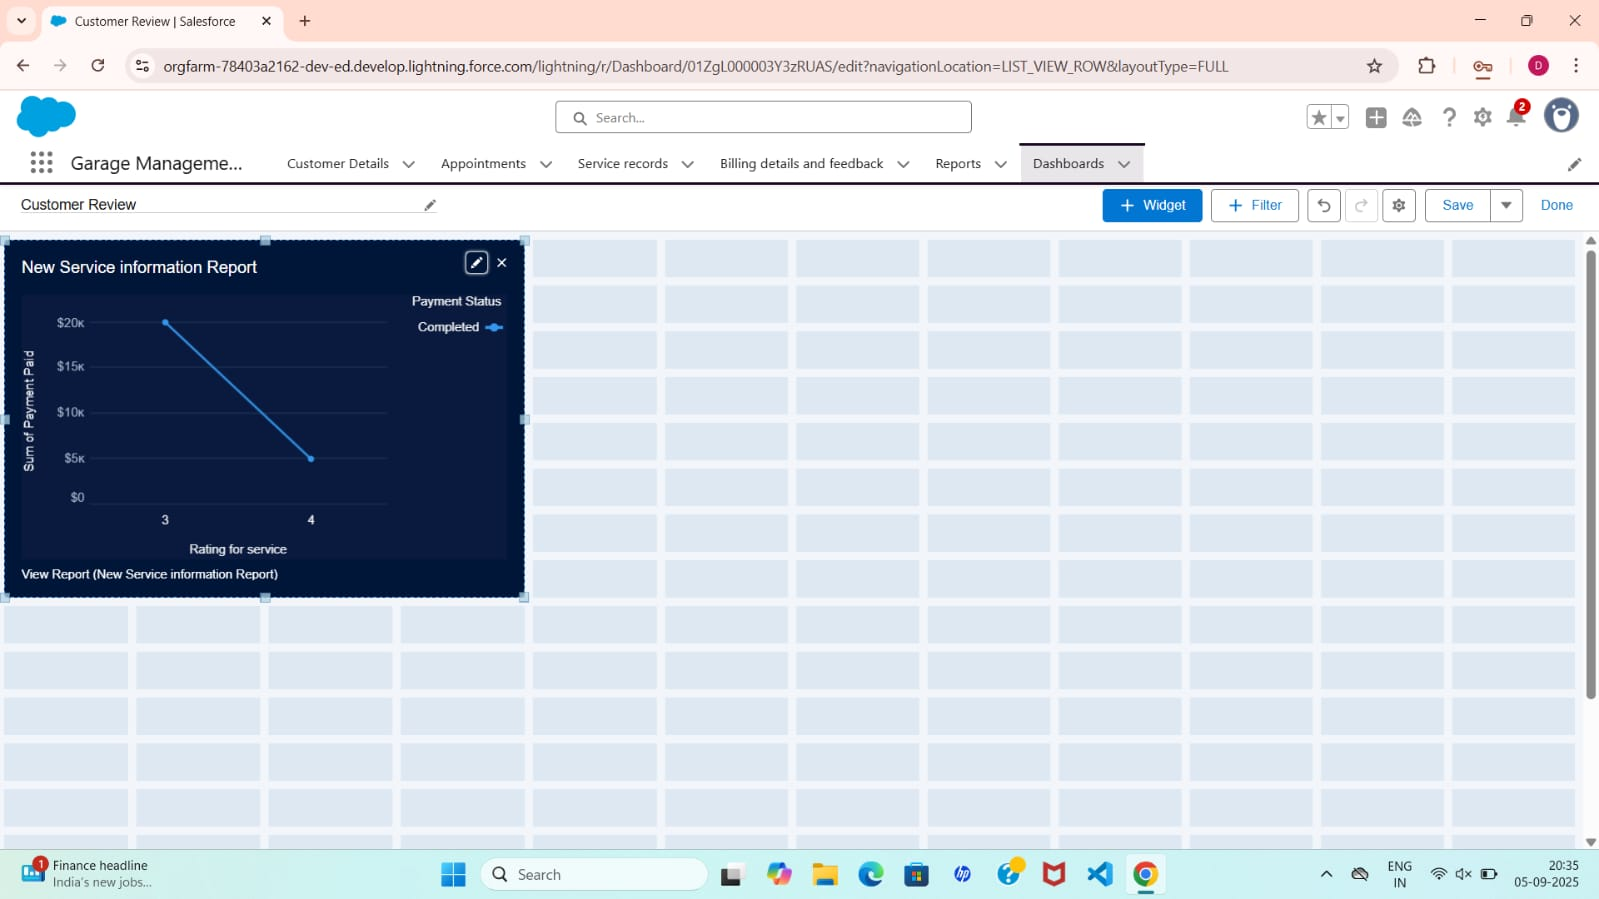 Customer Review | Salesforce
orgfarm-78403a2162-dev-ed.develop.lightning.force.com/lightning/r/Dashboard/01ZgL000003Y3zRUAS/edit?navigationLocation=LIST_VIEW_ROW&layoutType=FULL
D
Search...
2
Garage Manageme...
Customer Details
Appointments
Service records
Billing details and feedback
Reports
Dashboards
Customer Review
+ Widget
+ Filter
Save
Done
New Service information Report
Payment Status
Completed
Sum of Payment Paid
$20K
$15K
$10K
$5K
$0
3
4
Rating for service
View Report (New Service information Report)
1
Finance headline
India's new jobs...
Search
hp
ENG
IN
20:35
05-09-2025